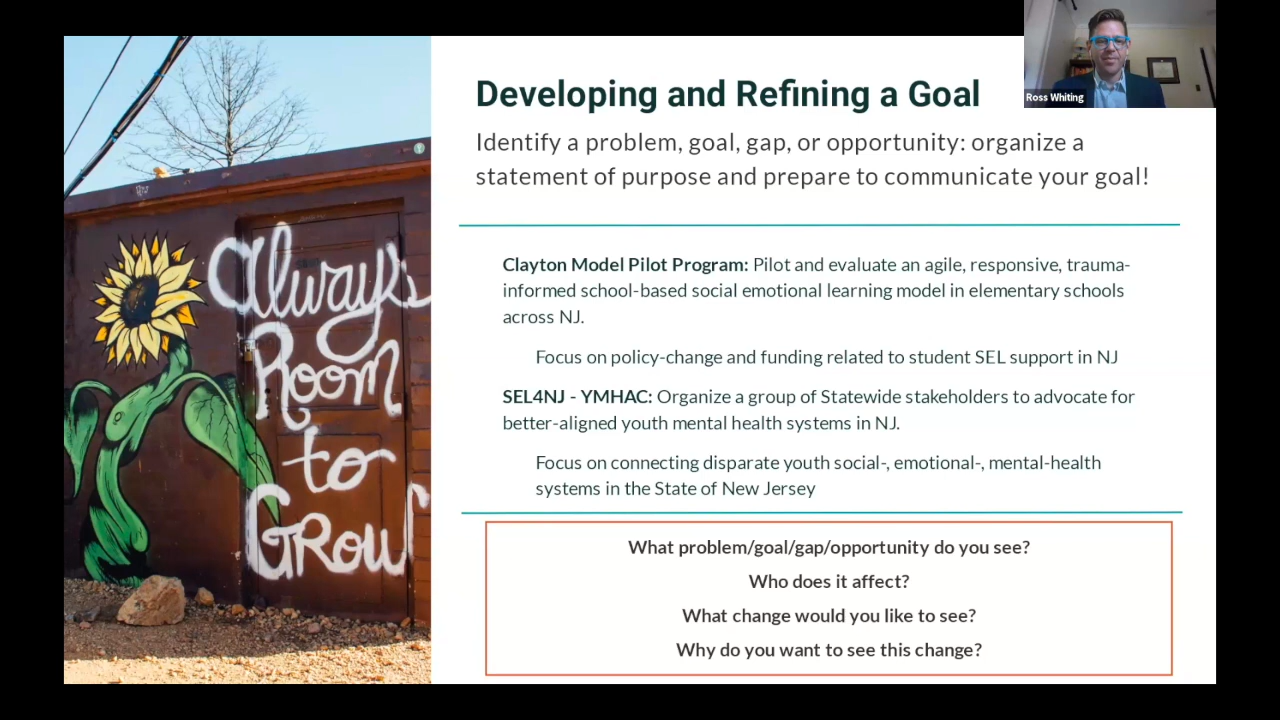 Developing and Refining a Goal
Ross Whiting
Identify a problem, goal, gap, or opportunity: organize a
statement of purpose and prepare to communicate your goal!
Always
Room
to
Grow
Clayton Model Pilot Program: Pilot and evaluate an agile, responsive, trauma-
informed school-based social emotional learning model in elementary schools
across NJ.
Focus on policy-change and funding related to student SEL support in NJ
SEL4NJ - YMHAC: Organize a group of Statewide stakeholders to advocate for
better-aligned youth mental health systems in NJ.
Focus on connecting disparate youth social-, emotional-, mental-health
systems in the State of New Jersey
What problem/goal/gap/opportunity do you see?
Who does it affect?
What change would you like to see?
Why do you want to see this change?